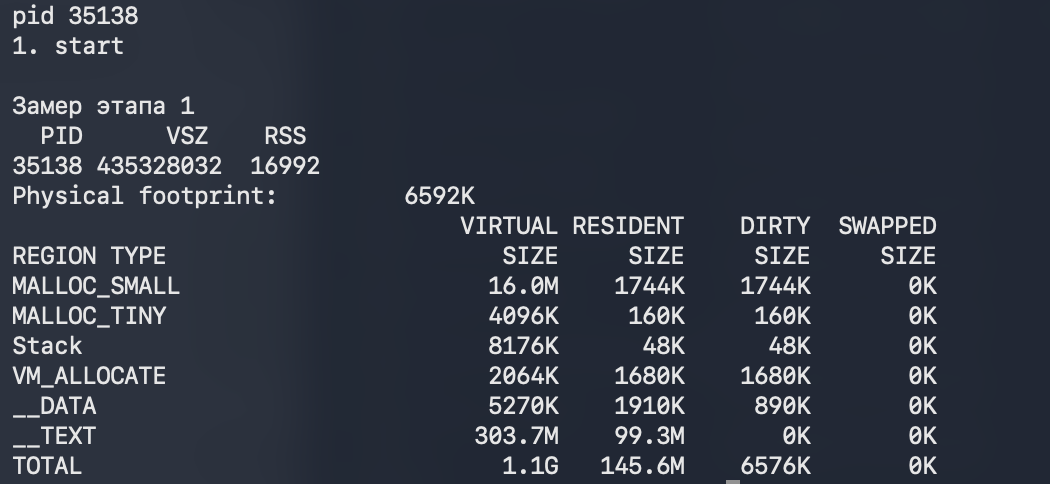 pid 35138
1. start
Замер этапа 1
PID VSZ RSS
35138 435328032 16992
Physical footprint: 6592K
VIRTUAL RESIDENT DIRTY SWAPPED
REGION TYPE SIZE SIZE SIZE SIZE
MALLOC_SMALL 16.0M 1744K 1744K 0K
MALLOC_TINY 4096K 160K 160K 0K
Stack 8176K 48K 48K 0K
VM_ALLOCATE 2064K 1680K 1680K 0K
__DATA 5270K 1910K 890K 0K
__TEXT 303.7M 99.3M 0K 0K
TOTAL 1.1G 145.6M 6576K 0K